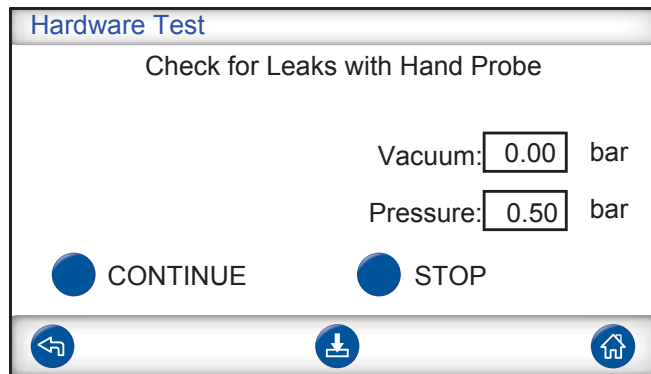 Hardware Test
Check for Leaks with Hand Probe
Vacuum: 0.00 bar
Pressure: 0.50 bar
CONTINUE STOP